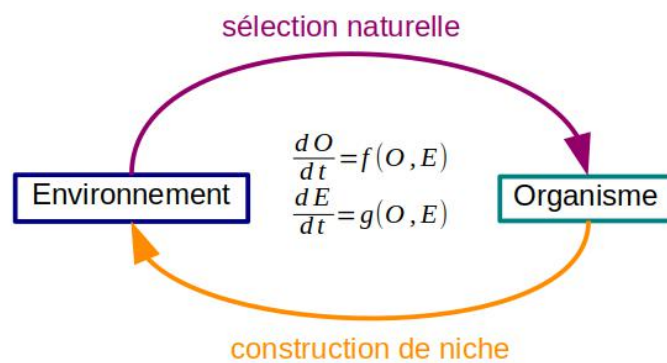 sélection naturelle
dO/dt=f(O,E)
Environnement
Organisme
dE/dt=g(O,E)
construction de niche